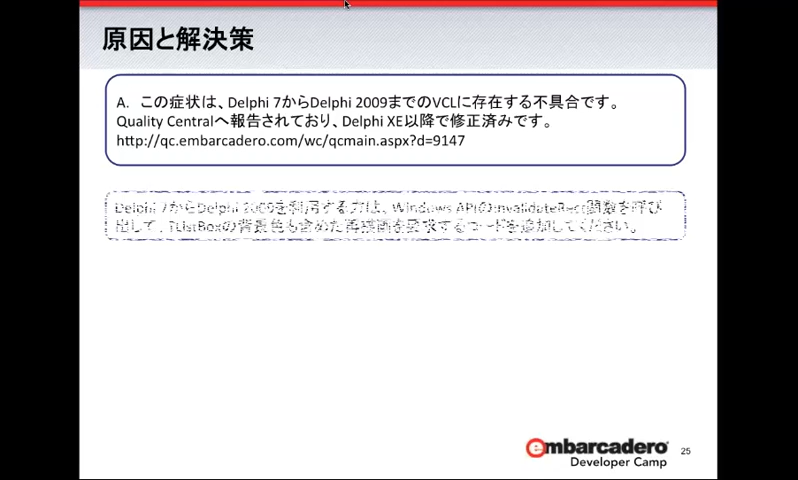 原因と解決策
A. この症状は、Delphi 7からDelphi 2009までのVCLに存在する不具合です。
Quality Centralへ報告されており、Delphi XE以降で修正済みです。
http://qc.embarcadero.com/wc/qcmain.aspx?d=9147
Delphi 7からDelphi 2009を利用する方は、Windows APIのInvalidateRect関数を呼び
出して、TListBoxの背景色も含めた再描画を要求するコードを追加してください。
embarcadero
Developer Camp
25